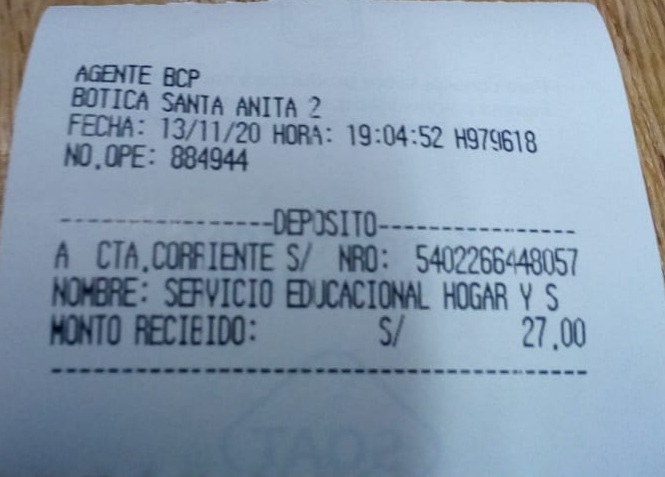 AGENTE BCP
BOTICA SANTA ANITA 2
FECHA: 13/11/20 HORA: 19:04:52 H979618
NO.OPE: 884944
----------------DEPOSITO---------------
A CTA.CORRIENTE S/ NRO: 5402266448057
NOMBRE: SERVICIO EDUCACIONAL HOGAR Y S
MONTO RECIBIDO: S/ 27.00
---------------------------------------
SOAT